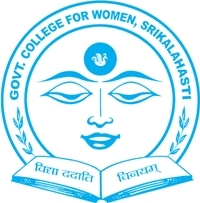 GOVT. COLLEGE FOR WOMEN, SRIKALAHASTI
विद्या ददाति विनयम्